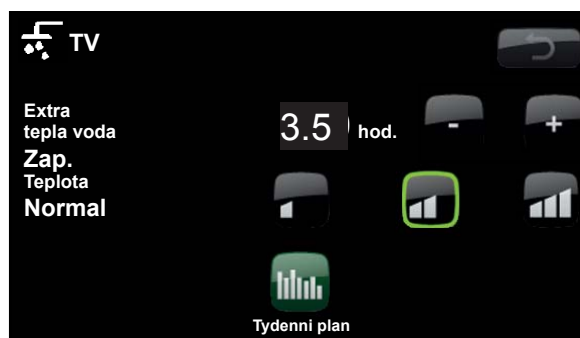 TV
Extra
tepla voda
3.5 hod.
- +
Zap.
Teplota
Normal
Tydenni plan